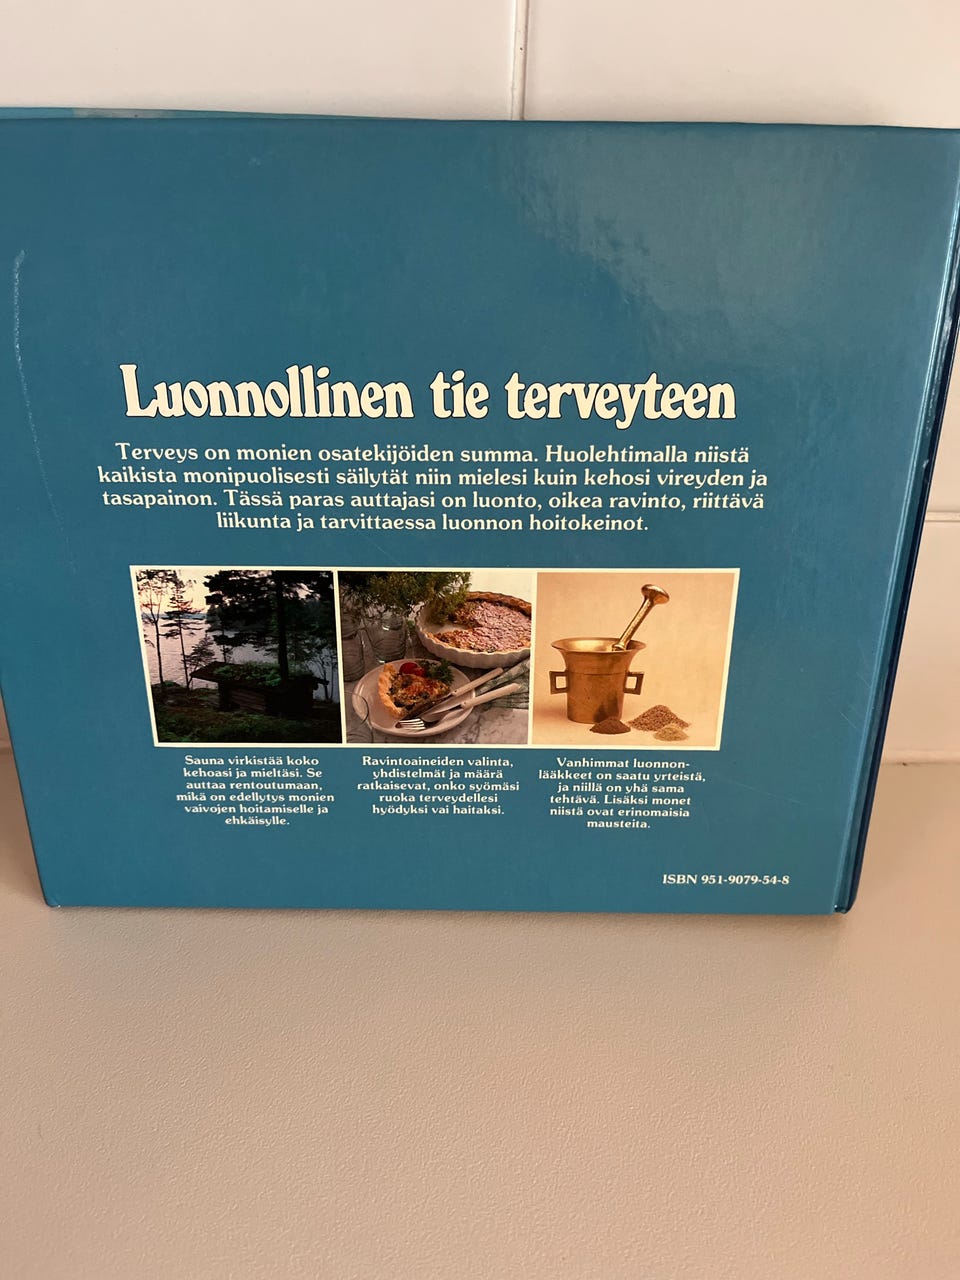 Luonnollinen tie terveyteen
Terveys on monien osatekijöiden summa. Huolehtimalla niistä
kaikista monipuolisesti säilytät niin mielesi kuin kehosi vireyden ja
tasapainon. Tässä paras auttajasi on luonto, oikea ravinto, riittävä
liikunta ja tarvittaessa luonnon hoitokeinot.
Sauna virkistää koko
kehoasi ja mieltäsi. Se
auttaa rentoutumaan,
mikä on edellytys monien
vaivojen hoitamiselle ja
ehkäisylle.
Ravintoaineiden valinta,
yhdistelmät ja määrä
ratkaisevat, onko syömäsi
ruoka terveydellesi
hyödyksi vai haitaksi.
Vanhimmat luonnon-
lääkkeet on saatu yrteistä,
ja niillä on yhä sama
tehtävä. Lisäksi monet
niistä ovat erinomaisia
mausteita.
ISBN 951-9079-54-8